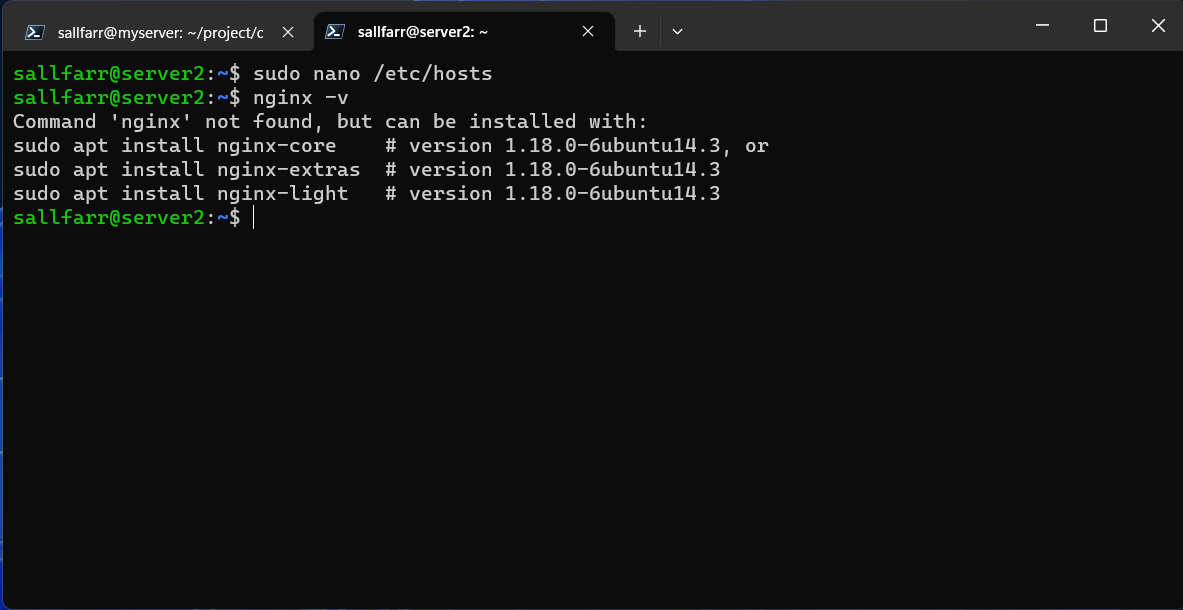 sallfarr@myserver: ~/project/c
sallfarr@server2: ~
sallfarr@server2:~$ sudo nano /etc/hosts
sallfarr@server2:~$ nginx -v
Command 'nginx' not found, but can be installed with:
sudo apt install nginx-core    # version 1.18.0-6ubuntu14.3, or
sudo apt install nginx-extras  # version 1.18.0-6ubuntu14.3
sudo apt install nginx-light   # version 1.18.0-6ubuntu14.3
sallfarr@server2:~$